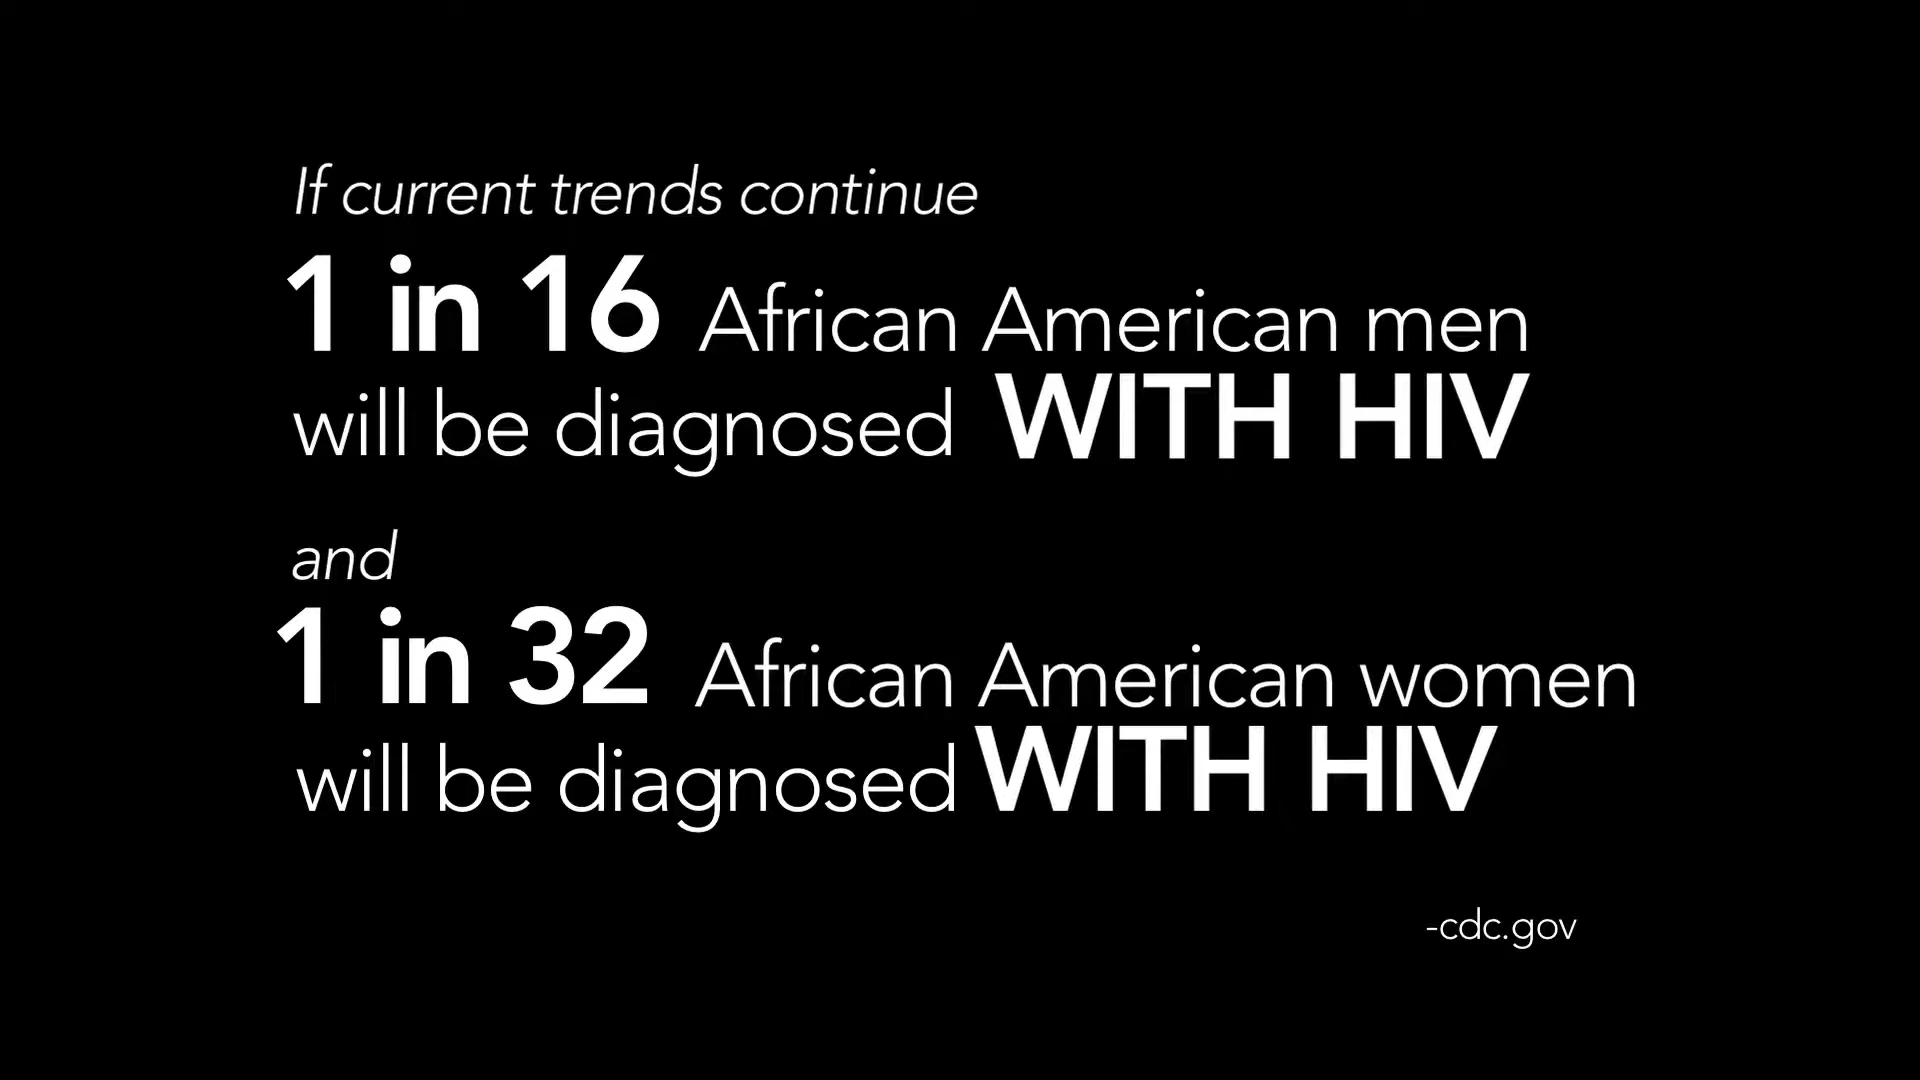 If current trends continue
1 in 16 African American men
will be diagnosed WITH HIV
and
1 in 32 African American women
will be diagnosed WITH HIV
-cdc.gov